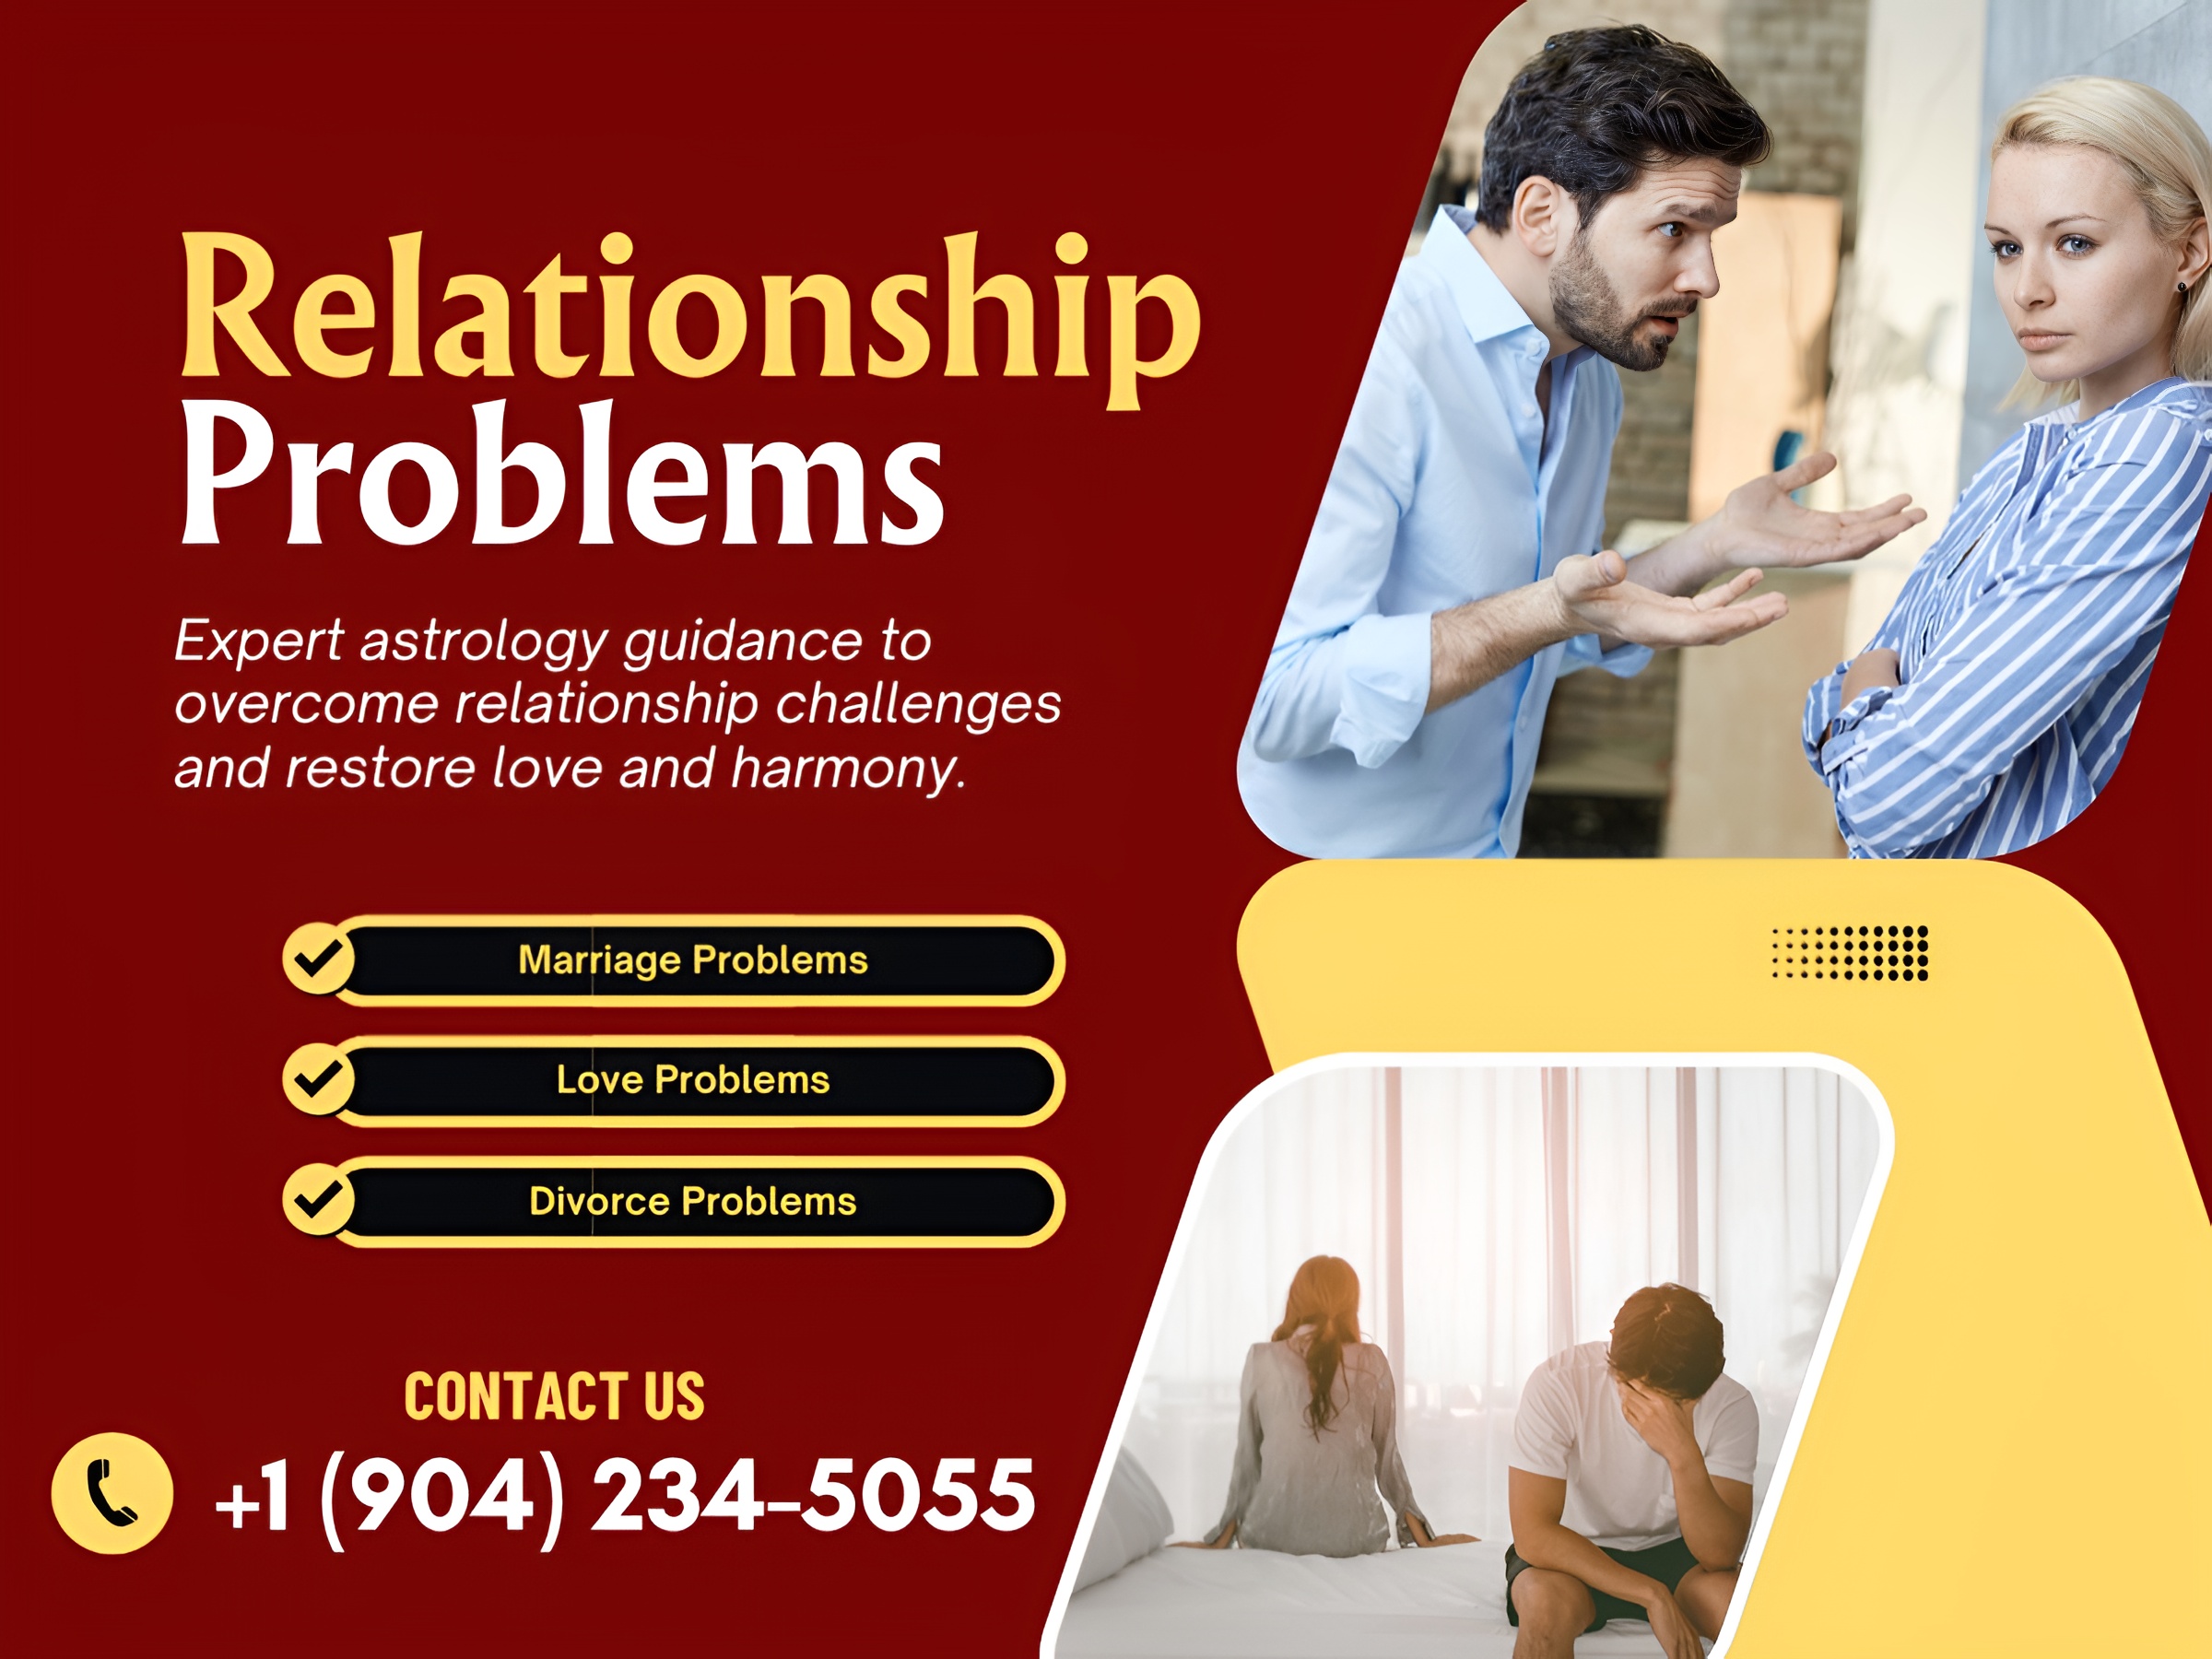 Relationship
Problems
Expert astrology guidance to
overcome relationship challenges
and restore love and harmony.
Marriage Problems
Love Problems
Divorce Problems
CONTACT US
+1 (904) 234-5055